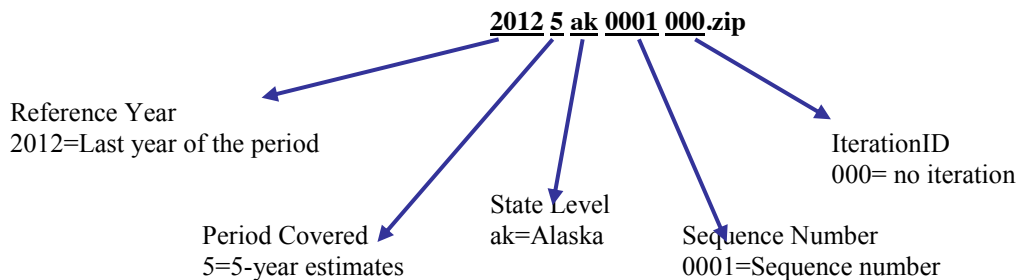 2012 5 ak 0001 000.zip
Reference Year
2012=Last year of the period
IterationID
000= no iteration
State Level
ak=Alaska
Period Covered
5=5-year estimates
Sequence Number
0001=Sequence number